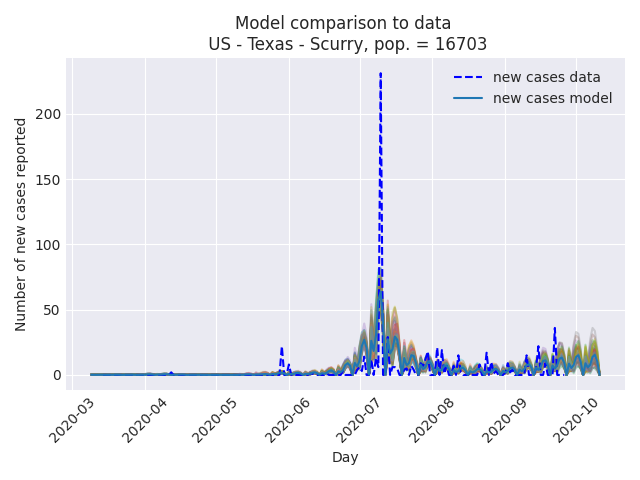 Model comparison to data
US - Texas - Scurry, pop. = 16703
new cases data
new cases model
Number of new cases reported
200
150
100
50
0
2020-03
2020-04
2020-05
2020-06
2020-07
2020-08
2020-09
2020-10
Day